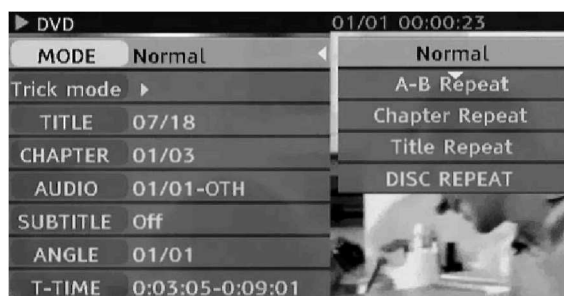 DVD 01/01 00:00:23
MODE Normal
Trick mode
TITLE 07/18
CHAPTER 01/03
AUDIO 01/01-OTH
SUBTITLE Off
ANGLE 01/01
T-TIME 0:03:05-0:09:01
Normal
A-B Repeat
Chapter Repeat
Title Repeat
DISC REPEAT